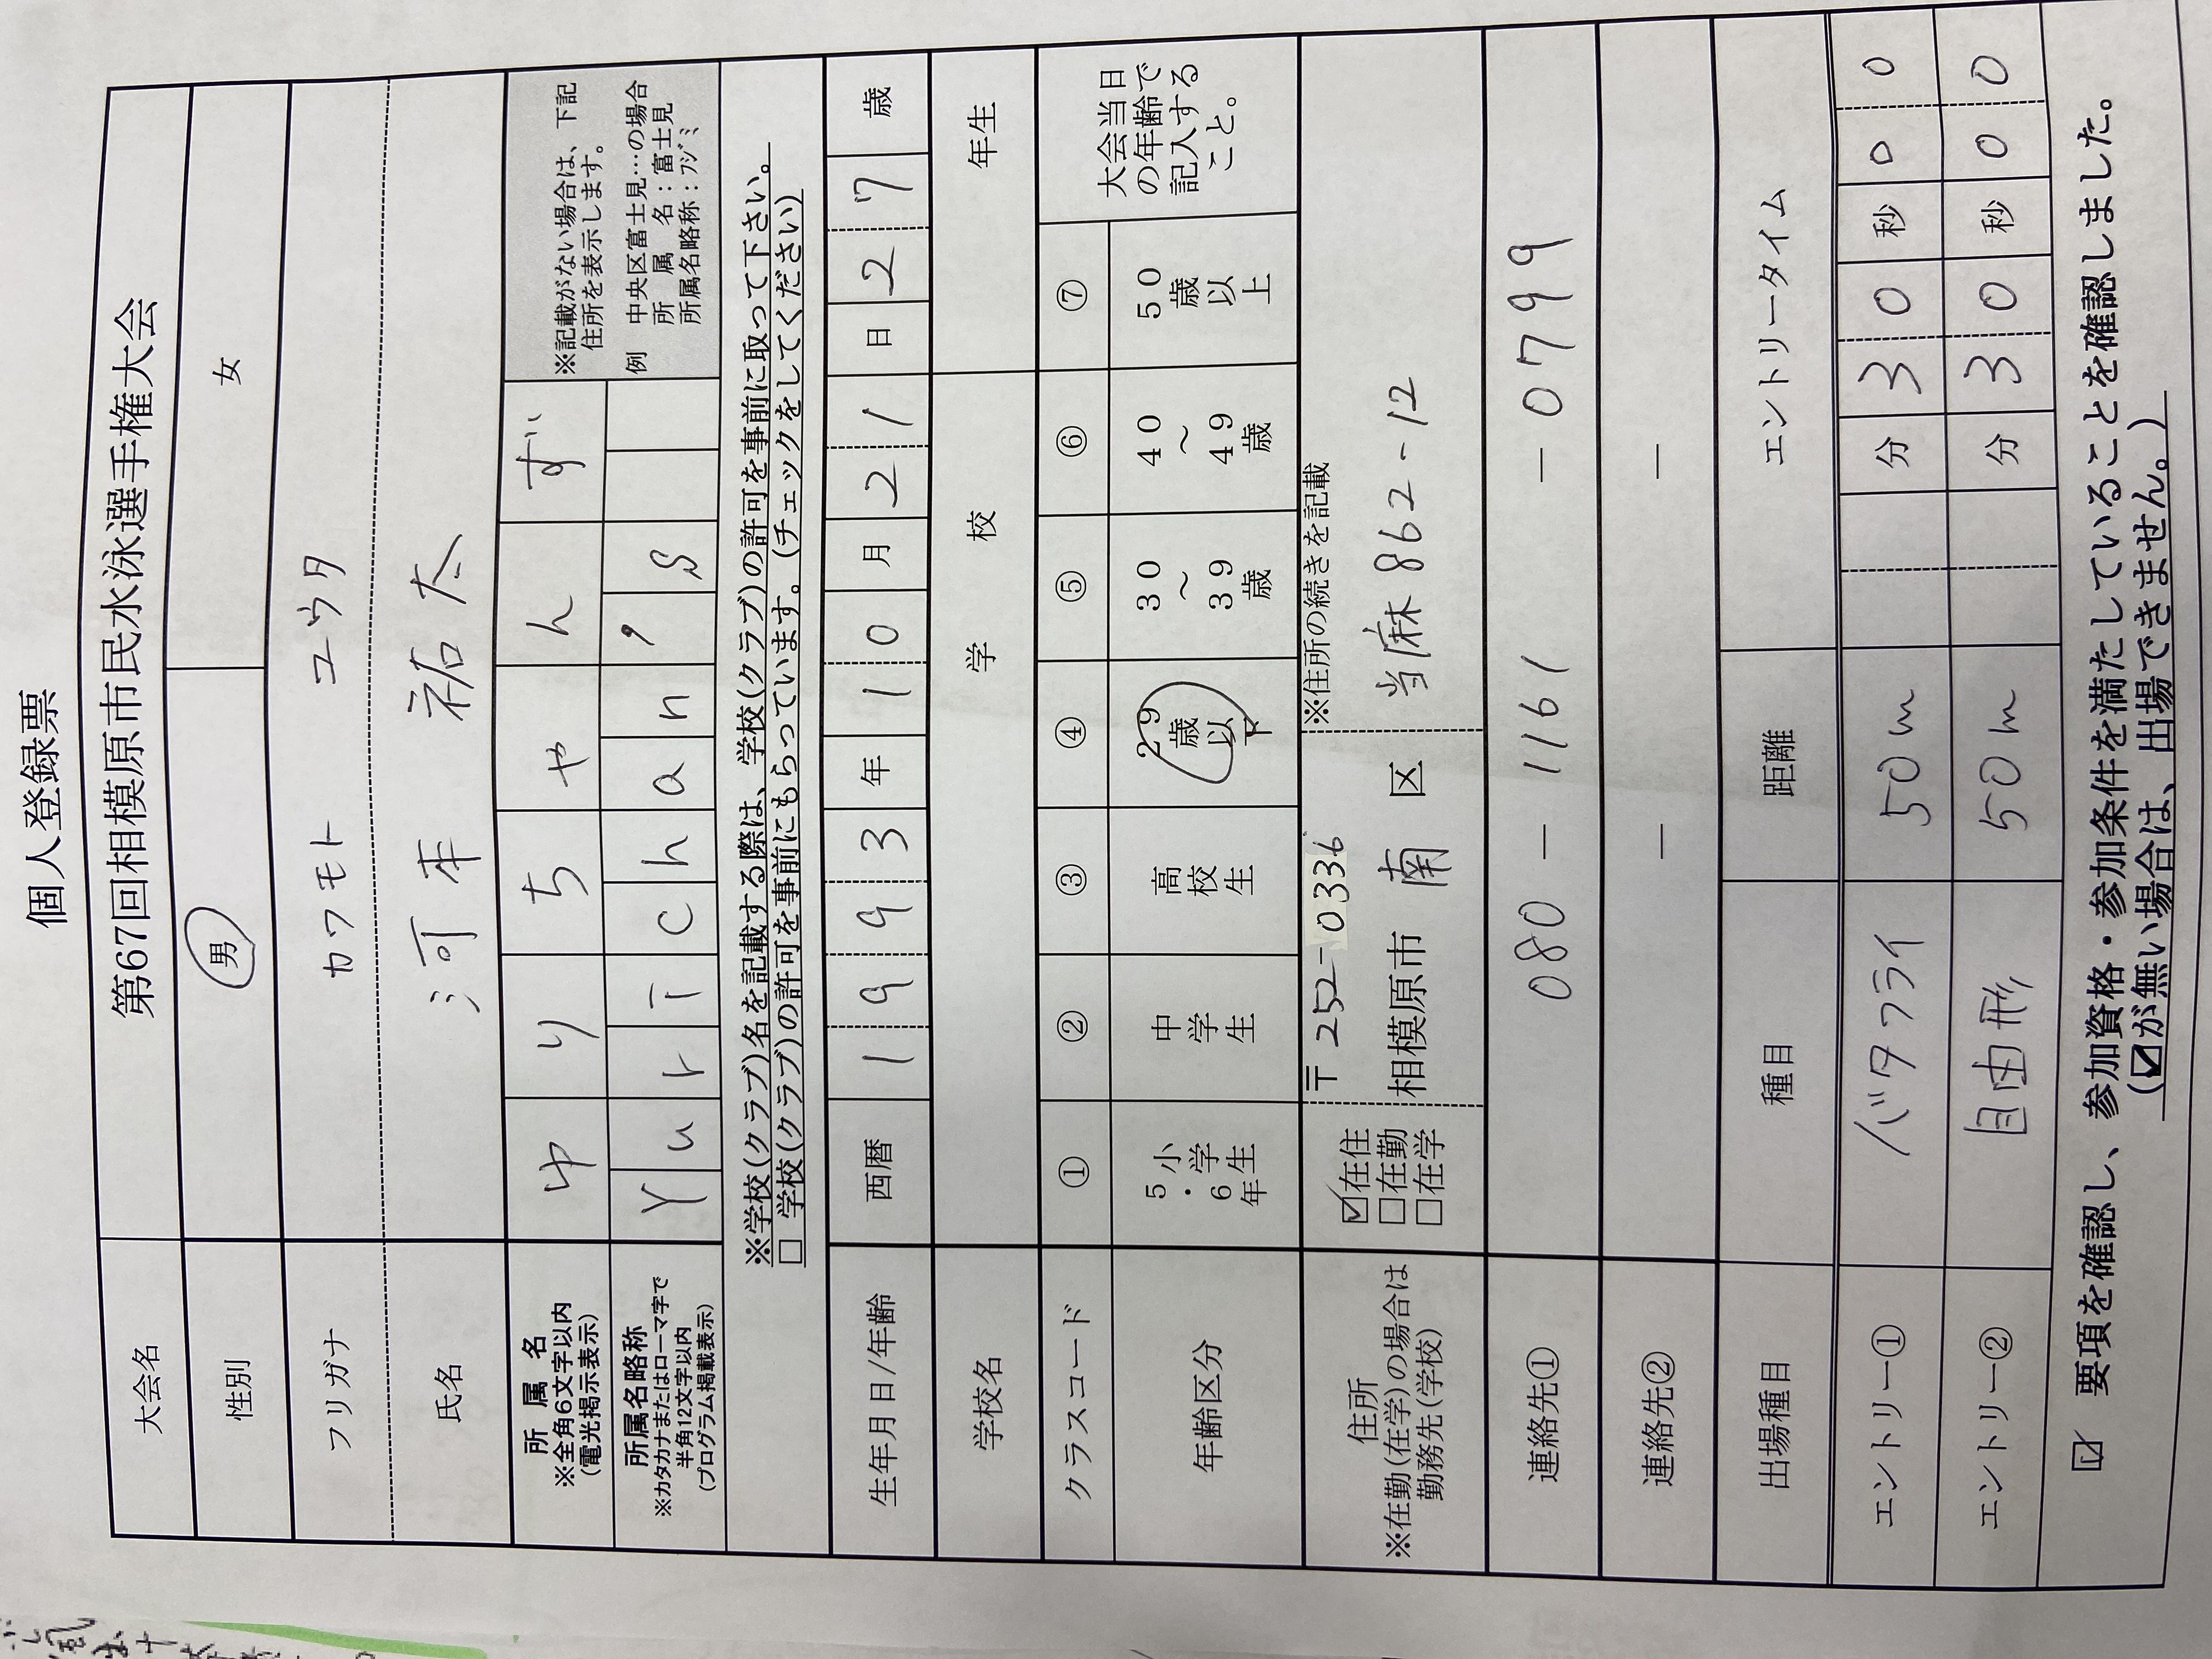 個人登録票
大会名 第67回相模原市民水泳選手権大会
性別 男 女
フリガナ カワモト ユウタ
氏名 河本 祐太
所属名 ゆりちゃんず
※全角6文字以内
(電光掲示表示)
※記載がない場合は、下記
住所を表示します。
所属名略称 Yurichan's
※カタカナまたはローマ字で
半角12文字以内
(プログラム掲載表示)
例 中央区富士見…の場合
所属名:富士見
所属名略称:フジミ
※学校(クラブ)名を記載する際は、学校(クラブ)の許可を事前に取って下さい。
□ 学校(クラブ)の許可を事前にもらっています。(チェックをしてください)
生年月日/年齢 西暦 1993年10月21日 27歳
学校名 学校 年生
クラスコード ① ② ③ ④ ⑤ ⑥ ⑦
年齢区分 小学生5・6年 中学生 高校生 29歳以下 30~39歳 40~49歳 50歳以上
大会当日
の年齢で
記入する
こと。
住所
※在勤(在学)の場合は
勤務先(学校)
☑在住
□在勤
□在学
〒252-0336
相模原市 南 区
※住所の続きを記載
当麻862-12
連絡先① 080-1161-0799
連絡先② — —
出場種目 種目 距離 エントリータイム
エントリー① バタフライ 50m 分30秒00
エントリー② 自由形 50m 分30秒00
☑ 要項を確認し、参加資格・参加条件を満たしていることを確認しました。
(☑が無い場合は、出場できません。)